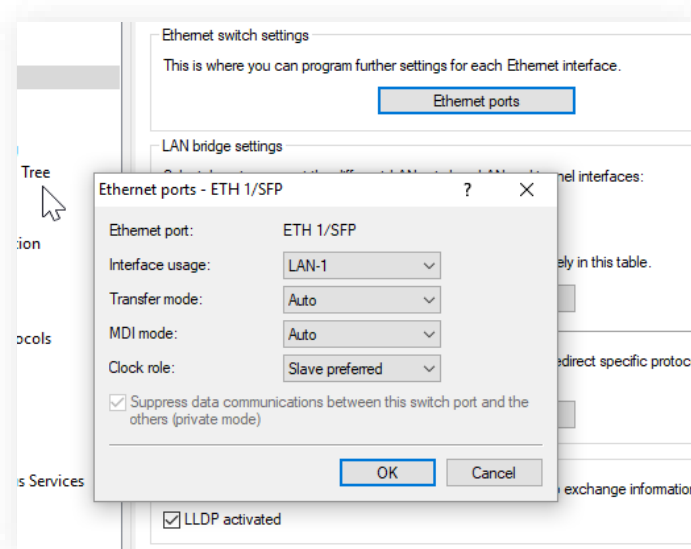 Ethernet switch settings
This is where you can program further settings for each Ethernet interface.
Ethernet ports
LAN bridge settings
Tree
nel interfaces:
Ethernet ports - ETH 1/SFP
?
Ethernet port: ETH 1/SFP
tion
Interface usage: LAN-1
ely in this table.
Transfer mode: Auto
MDI mode: Auto
ocols
edirect specific protoc
Clock role: Slave preferred
Suppress data communications between this switch port and the
others (private mode)
OK Cancel
s Services
exchange information
LLDP activated